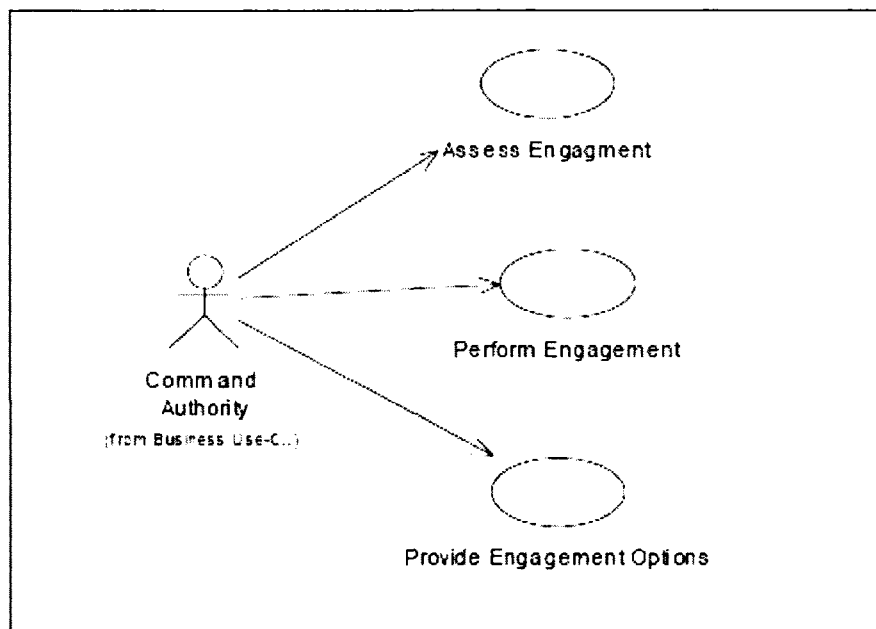 Assess Engagment
Perform Engagement
Command
Authority
(from Business Use-C...)
Provide Engagement Options